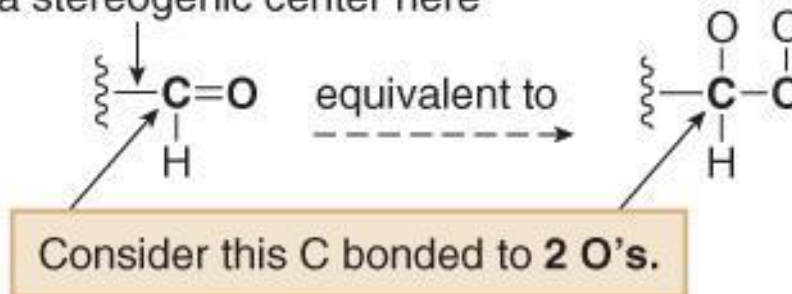 a stereogenic center here
O
C=O equivalent to C
H H
Consider this C bonded to 2 O's.